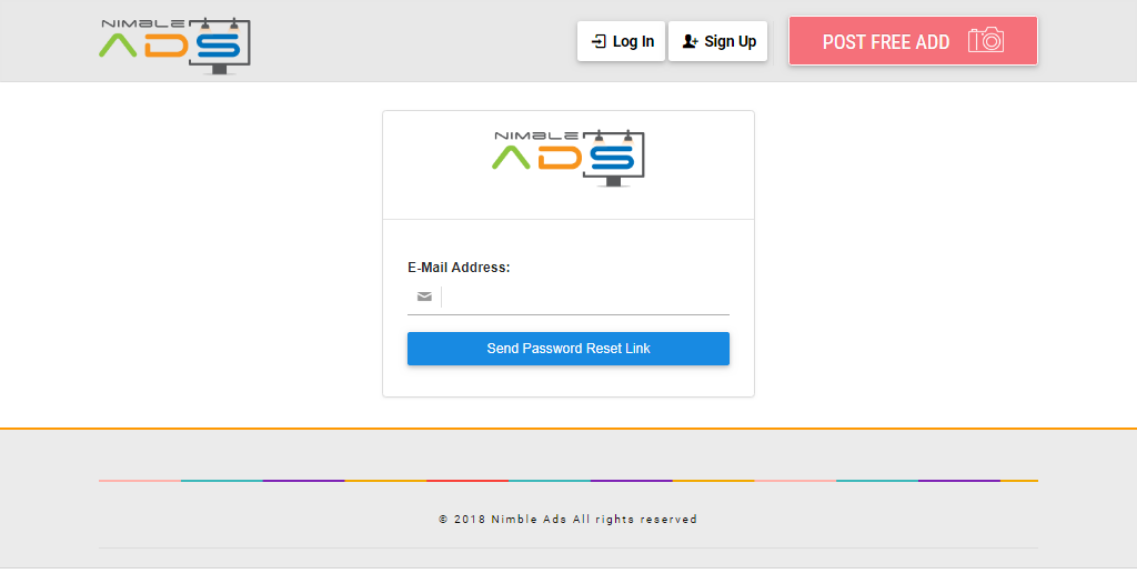 NIMBLE
ADS
Log In
Sign Up
POST FREE ADD
NIMBLE
ADS
E-Mail Address:
Send Password Reset Link
© 2018 Nimble Ads All rights reserved